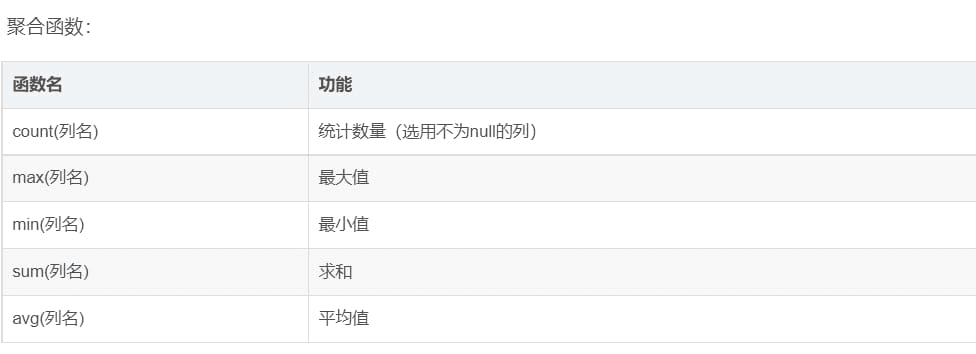 聚合函数：
函数名 功能
count(列名) 统计数量（选用不为null的列）
max(列名) 最大值
min(列名) 最小值
sum(列名) 求和
avg(列名) 平均值